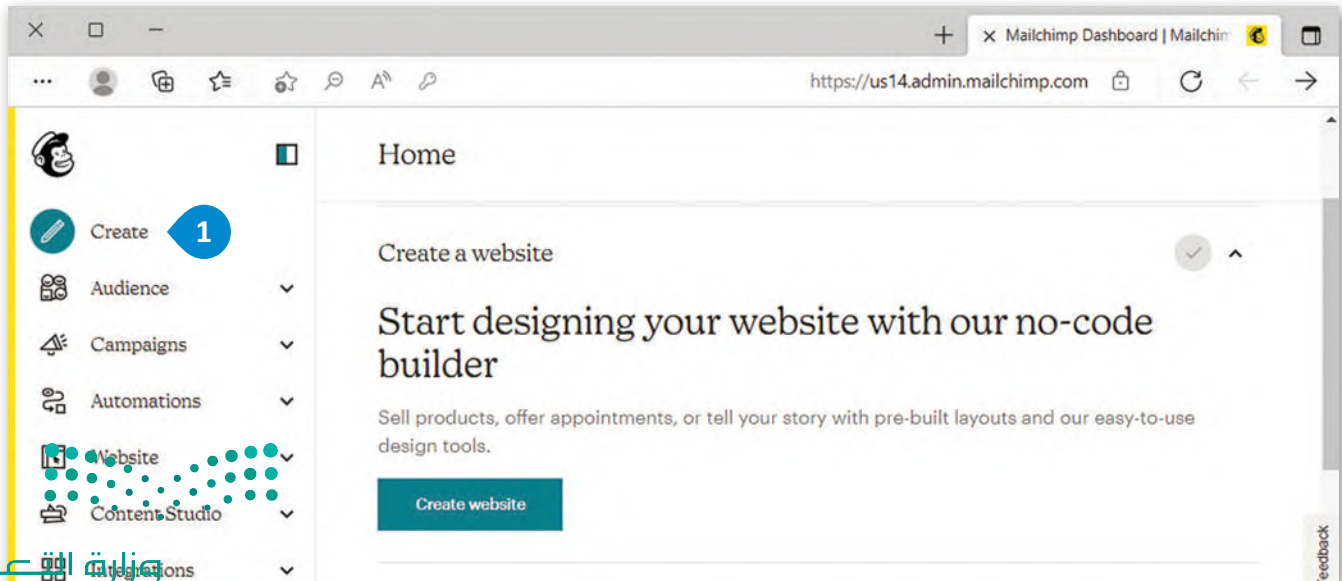 Mailchimp Dashboard | Mailchim
https://us14.admin.mailchimp.com
Home
Create
1
Audience
Campaigns
Automations
Website
Content Studio
Integrations
Create a website
Start designing your website with our no-code
builder
Sell products, offer appointments, or tell your story with pre-built layouts and our easy-to-use
design tools.
Create website
eedback
وزارة